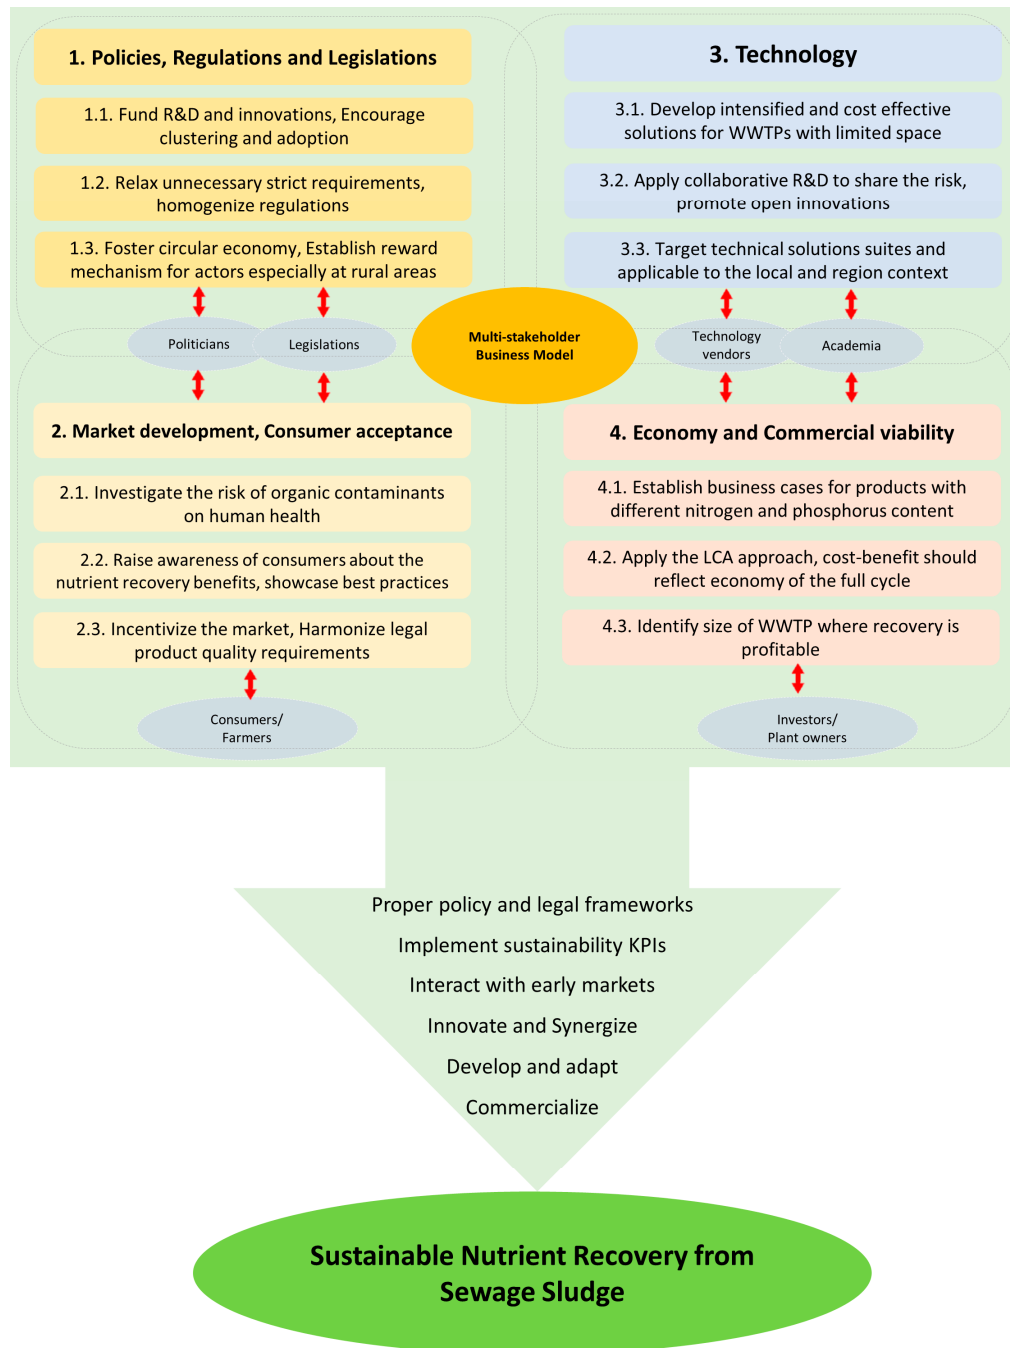 1. Policies, Regulations and Legislations
1.1. Fund R&D and innovations, Encourage
clustering and adoption
1.2. Relax unnecessary strict requirements,
homogenize regulations
1.3. Foster circular economy, Establish reward
mechanism for actors especially at rural areas
Politicians
Legislations
2. Market development, Consumer acceptance
2.1. Investigate the risk of organic contaminants
on human health
2.2. Raise awareness of consumers about the
nutrient recovery benefits, showcase best practices
2.3. Incentivize the market, Harmonize legal
product quality requirements
Consumers/
Farmers
Multi-stakeholder
Business Model
3. Technology
3.1. Develop intensified and cost effective
solutions for WWTPs with limited space
3.2. Apply collaborative R&D to share the risk,
promote open innovations
3.3. Target technical solutions suites and
applicable to the local and region context
Technology
vendors
Academia
4. Economy and Commercial viability
4.1. Establish business cases for products with
different nitrogen and phosphorus content
4.2. Apply the LCA approach, cost-benefit should
reflect economy of the full cycle
4.3. Identify size of WWTP where recovery is
profitable
Investors/
Plant owners
Proper policy and legal frameworks
Implement sustainability KPIs
Interact with early markets
Innovate and Synergize
Develop and adapt
Commercialize
Sustainable Nutrient Recovery from
Sewage Sludge